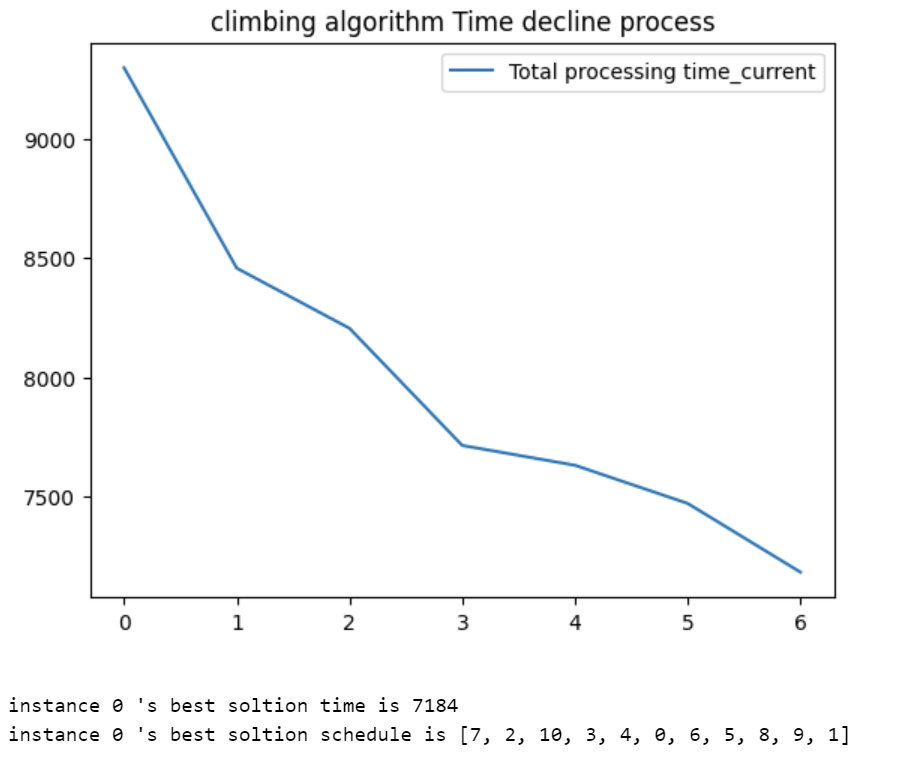 climbing algorithm Time decline process
Total processing time_current
9000
8500
8000
7500
0 1 2 3 4 5 6
instance 0 's best soltion time is 7184
instance 0 's best soltion schedule is [7, 2, 10, 3, 4, 0, 6, 5, 8, 9, 1]